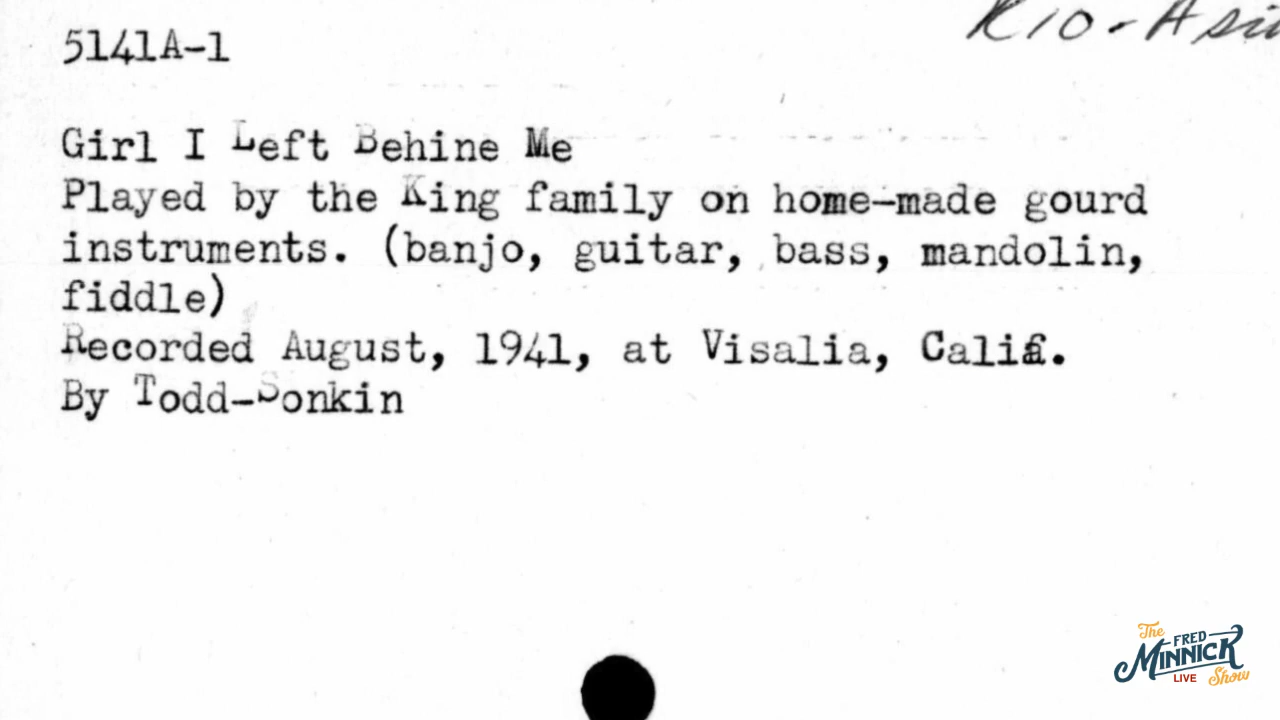 5141A-1
Girl I Left Behine Me
Played by the King family on home-made gourd
instruments. (banjo, guitar, bass, mandolin,
fiddle)
Recorded August, 1941, at Visalia, Calif.
By Todd-Sonkin
The
FRED
MINNICK
LIVE Show